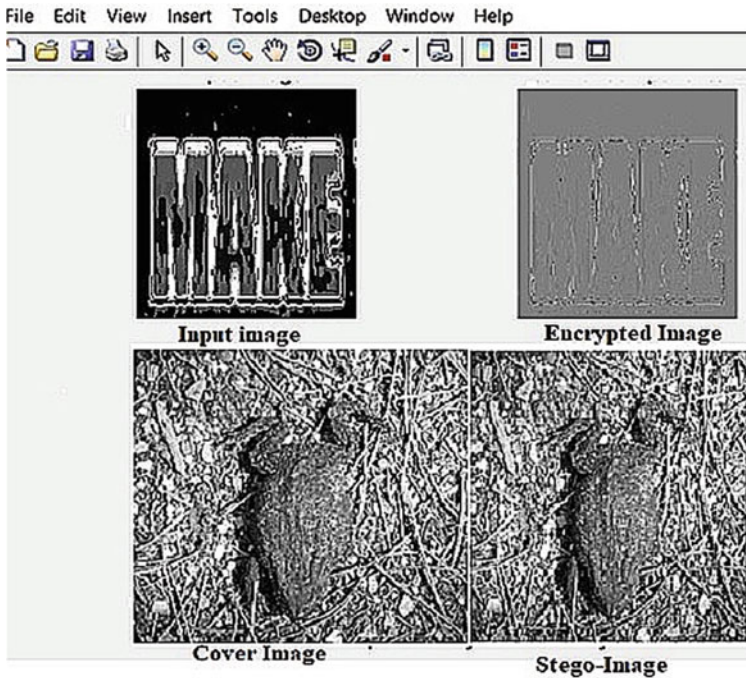 File Edit View Insert Tools Desktop Window Help
Input image
Encrypted Image
Cover Image
Stego-Image